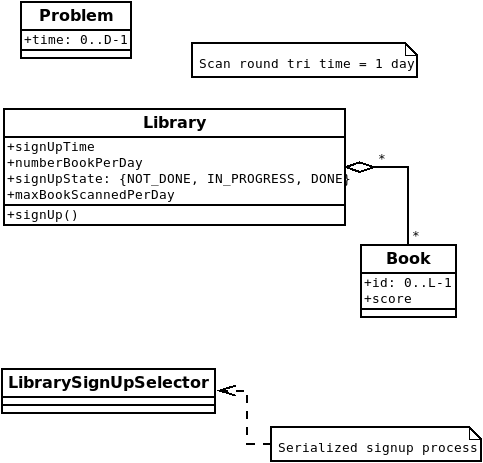 Problem
+time: 0..D-1
Scan round tri time = 1 day
Library
+signUpTime
+numberBookPerDay
+signUpState: {NOT_DONE, IN_PROGRESS, DONE}
+maxBookScannedPerDay
+signUp()
*
*
Book
+id: 0..L-1
+score
LibrarySignUpSelector
Serialized signup process